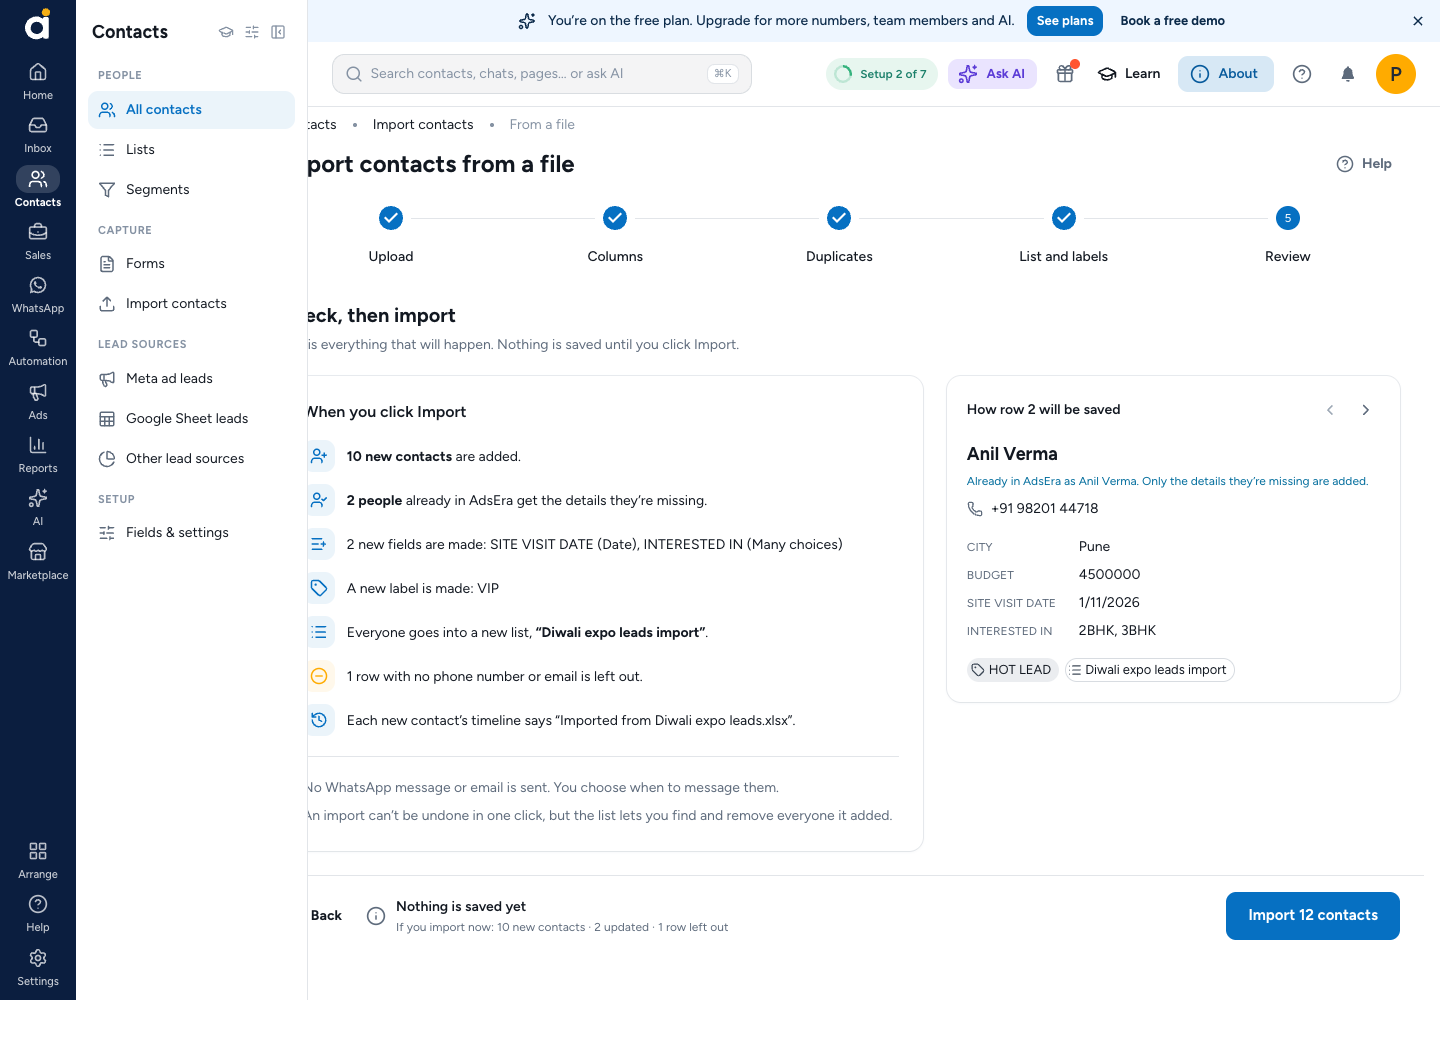 You're on the free plan. Upgrade for more numbers, team members and AI. See plans Book a free demo
Contacts
Search contacts, chats, pages... or ask AI ⌘K
Setup 2 of 7
Ask AI
Learn
About
P
Home
Inbox
Contacts
Sales
WhatsApp
Automation
Ads
Reports
AI
Marketplace
Arrange
Help
Settings
PEOPLE
All contacts
Lists
Segments
CAPTURE
Forms
Import contacts
LEAD SOURCES
Meta ad leads
Google Sheet leads
Other lead sources
SETUP
Fields & settings
tacts • Import contacts • From a file
port contacts from a file
Help
5
Upload
Columns
Duplicates
List and labels
Review
eck, then import
is everything that will happen. Nothing is saved until you click Import.
When you click Import
10 new contacts are added.
2 people already in AdsEra get the details they're missing.
2 new fields are made: SITE VISIT DATE (Date), INTERESTED IN (Many choices)
A new label is made: VIP
Everyone goes into a new list, “Diwali expo leads import”.
1 row with no phone number or email is left out.
Each new contact's timeline says “Imported from Diwali expo leads.xlsx”.
No WhatsApp message or email is sent. You choose when to message them.
An import can't be undone in one click, but the list lets you find and remove everyone it added.
How row 2 will be saved
Anil Verma
Already in AdsEra as Anil Verma. Only the details they're missing are added.
+91 98201 44718
CITY Pune
BUDGET 4500000
SITE VISIT DATE 1/11/2026
INTERESTED IN 2BHK, 3BHK
HOT LEAD Diwali expo leads import
Back
Nothing is saved yet
If you import now: 10 new contacts · 2 updated · 1 row left out
Import 12 contacts